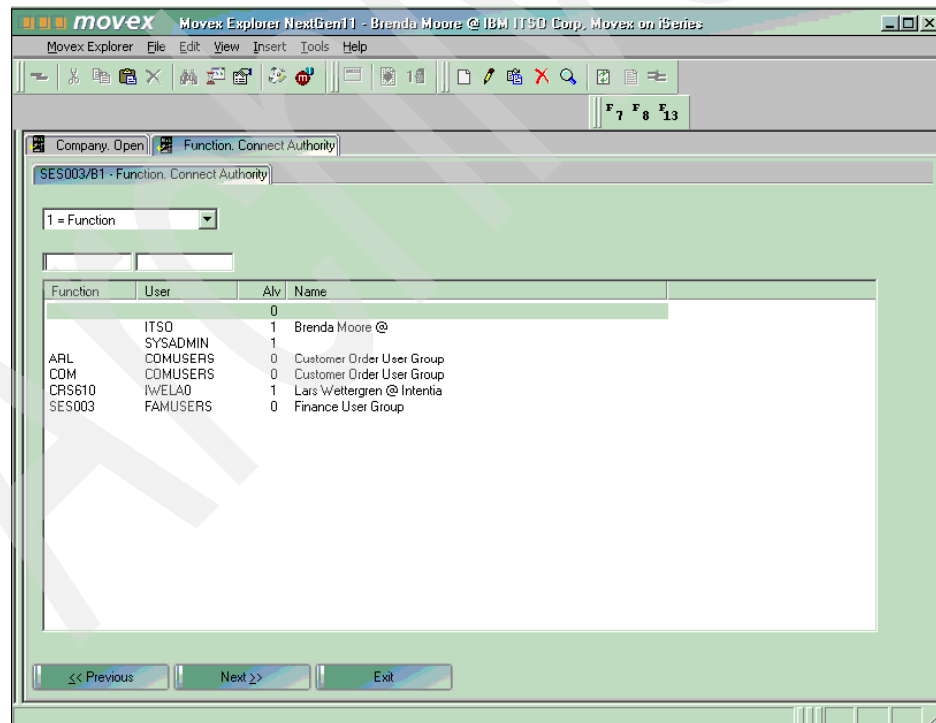 movex Movex Explorer NextGen11 - Brenda Moore @ IBM ITSO Corp, Movex on iSeries
Movex Explorer File Edit View Insert Tools Help
F7 F8 F13
Company. Open Function. Connect Authority
SES003/B1 - Function. Connect Authority
1 = Function
Function User Alv Name
0
ITSO 1 Brenda Moore @
SYSADMIN 1
ARL COMUSERS 0 Customer Order User Group
COM COMUSERS 0 Customer Order User Group
CRS610 IWELA0 1 Lars Wettergren @ Intentia
SES003 FAMUSERS 0 Finance User Group
<< Previous Next >> Exit